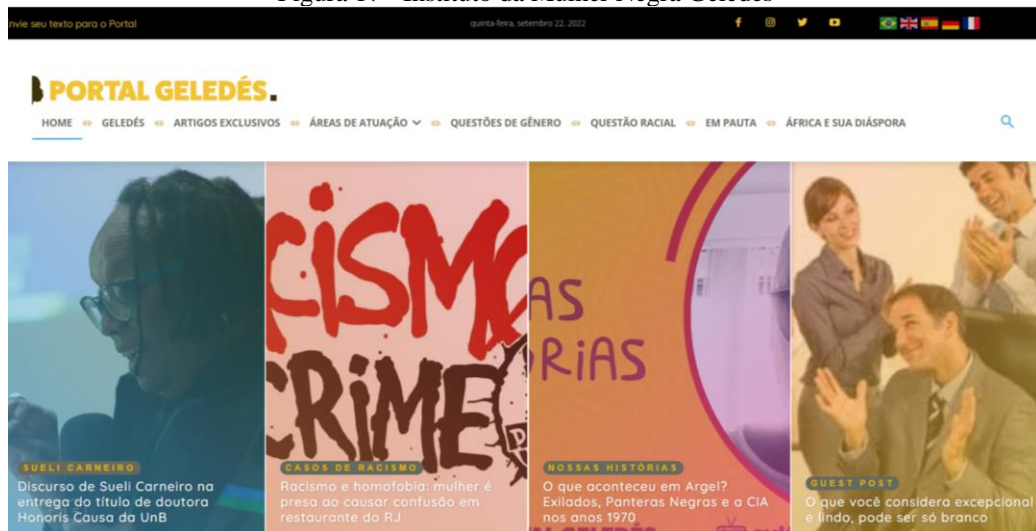 Figura 17 - Instituto da Mulher Negra Geledés
Envie seu texto para o Portal
quinta-feira, setembro 22, 2022
PORTAL GELEDÉS.
HOME GELEDÉS ARTIGOS EXCLUSIVOS ÁREAS DE ATUAÇÃO QUESTÕES DE GÊNERO QUESTÃO RACIAL EM PAUTA ÁFRICA E SUA DIÁSPORA
CISMO
CRIME
AS
ÓRIAS
SUELI CARNEIRO
Discurso de Sueli Carneiro na
entrega do título de doutora
Honoris Causa da UnB
CASOS DE RACISMO
Racismo e homofobia: mulher é
presa ao causar confusão em
restaurante do RJ
NOSSAS HISTÓRIAS
O que aconteceu em Argel?
Exilados, Panteras Negras e a CIA
nos anos 1970
GUEST POST
O que você considera excepcional
e lindo, pode ser só branco